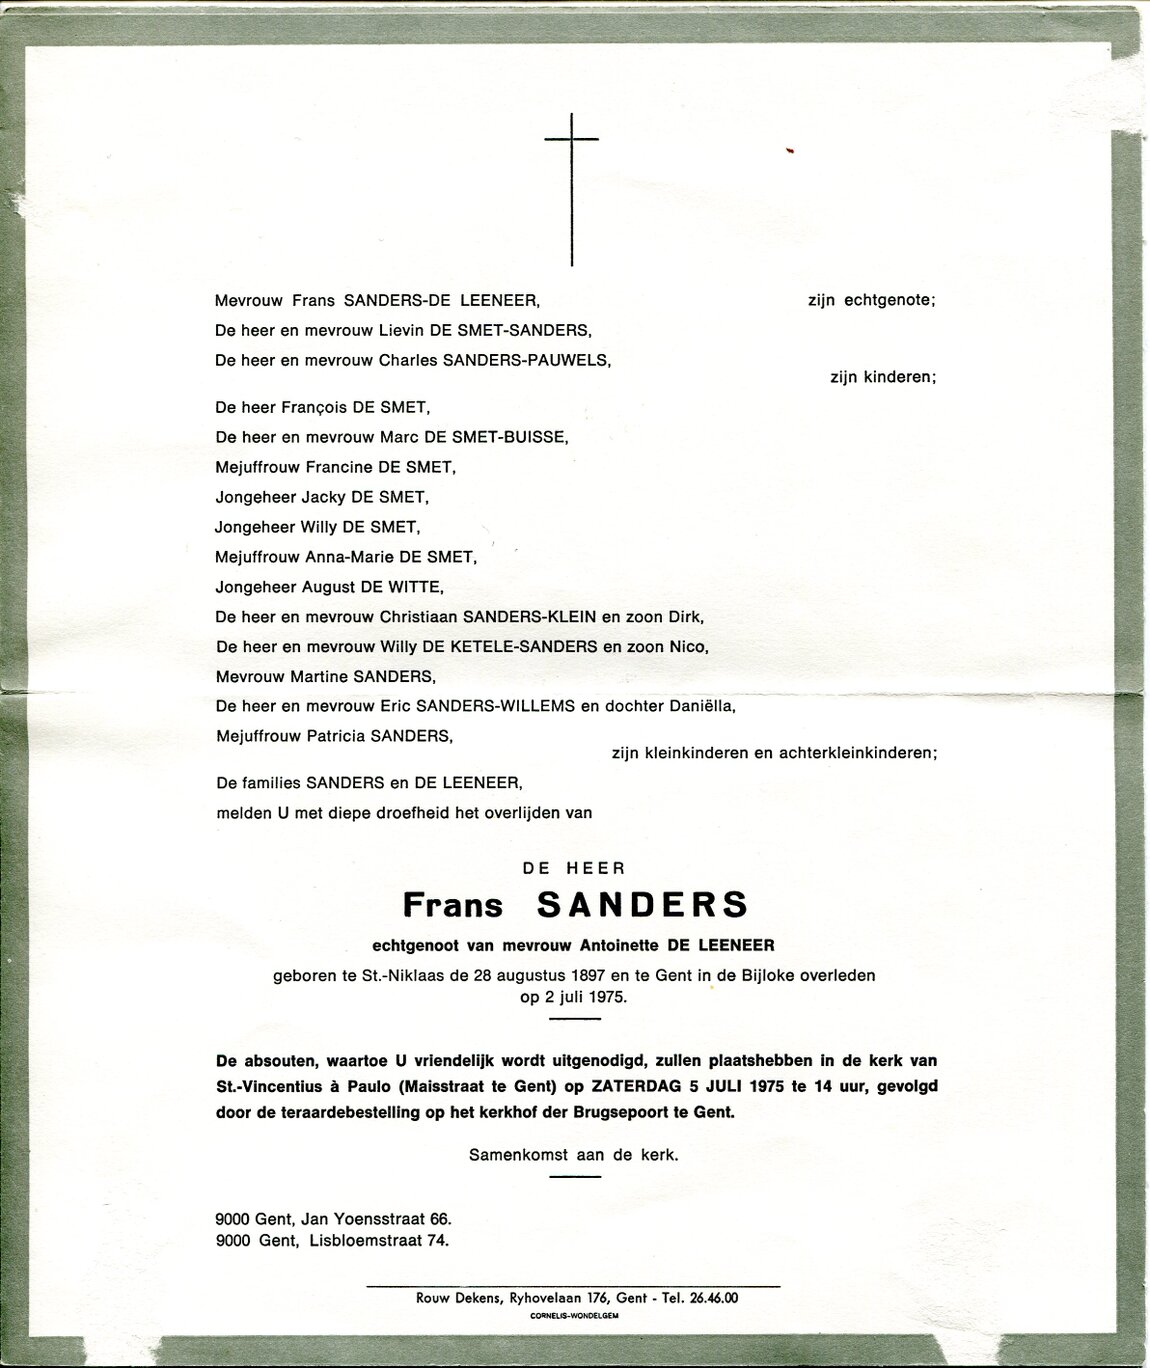 Mevrouw Frans SANDERS-DE LEENEER, zijn echtgenote;
De heer en mevrouw Lievin DE SMET-SANDERS,
De heer en mevrouw Charles SANDERS-PAUWELS,
zijn kinderen;
De heer François DE SMET,
De heer en mevrouw Marc DE SMET-BUISSE,
Mejuffrouw Francine DE SMET,
Jongeheer Jacky DE SMET,
Jongeheer Willy DE SMET,
Mejuffrouw Anna-Marie DE SMET,
Jongeheer August DE WITTE,
De heer en mevrouw Christiaan SANDERS-KLEIN en zoon Dirk,
De heer en mevrouw Willy DE KETELE-SANDERS en zoon Nico,
Mevrouw Martine SANDERS,
De heer en mevrouw Eric SANDERS-WILLEMS en dochter Daniëlla,
Mejuffrouw Patricia SANDERS,
zijn kleinkinderen en achterkleinkinderen;
De families SANDERS en DE LEENEER,
melden U met diepe droefheid het overlijden van
DE HEER
Frans SANDERS
echtgenoot van mevrouw Antoinette DE LEENEER
geboren te St.-Niklaas de 28 augustus 1897 en te Gent in de Bijloke overleden
op 2 juli 1975.
De absouten, waartoe U vriendelijk wordt uitgenodigd, zullen plaatshebben in de kerk van
St.-Vincentius à Paulo (Maisstraat te Gent) op ZATERDAG 5 JULI 1975 te 14 uur, gevolgd
door de teraardebestelling op het kerkhof der Brugsepoort te Gent.
Samenkomst aan de kerk.
9000 Gent, Jan Yoensstraat 66.
9000 Gent, Lisbloemstraat 74.
Rouw Dekens, Ryhovelaan 176, Gent - Tel. 26.46.00
CORNELIS-WONDELGEM